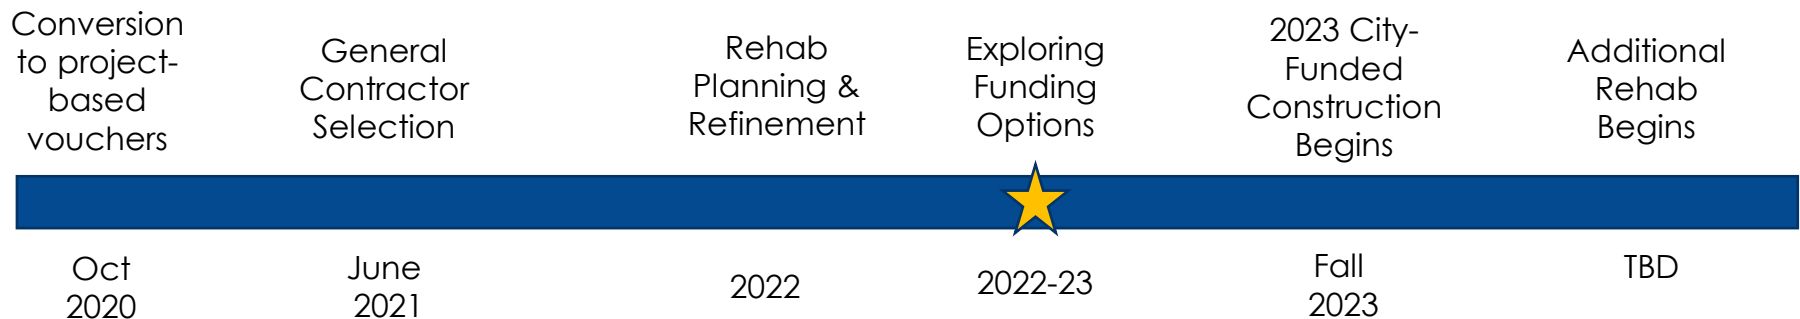 Conversion
to project-
based
vouchers
General
Contractor
Selection
Rehab
Planning &
Refinement
Exploring
Funding
Options
2023 City-
Funded
Construction
Begins
Additional
Rehab
Begins
Oct
2020
June
2021
2022
2022-23
Fall
2023
TBD